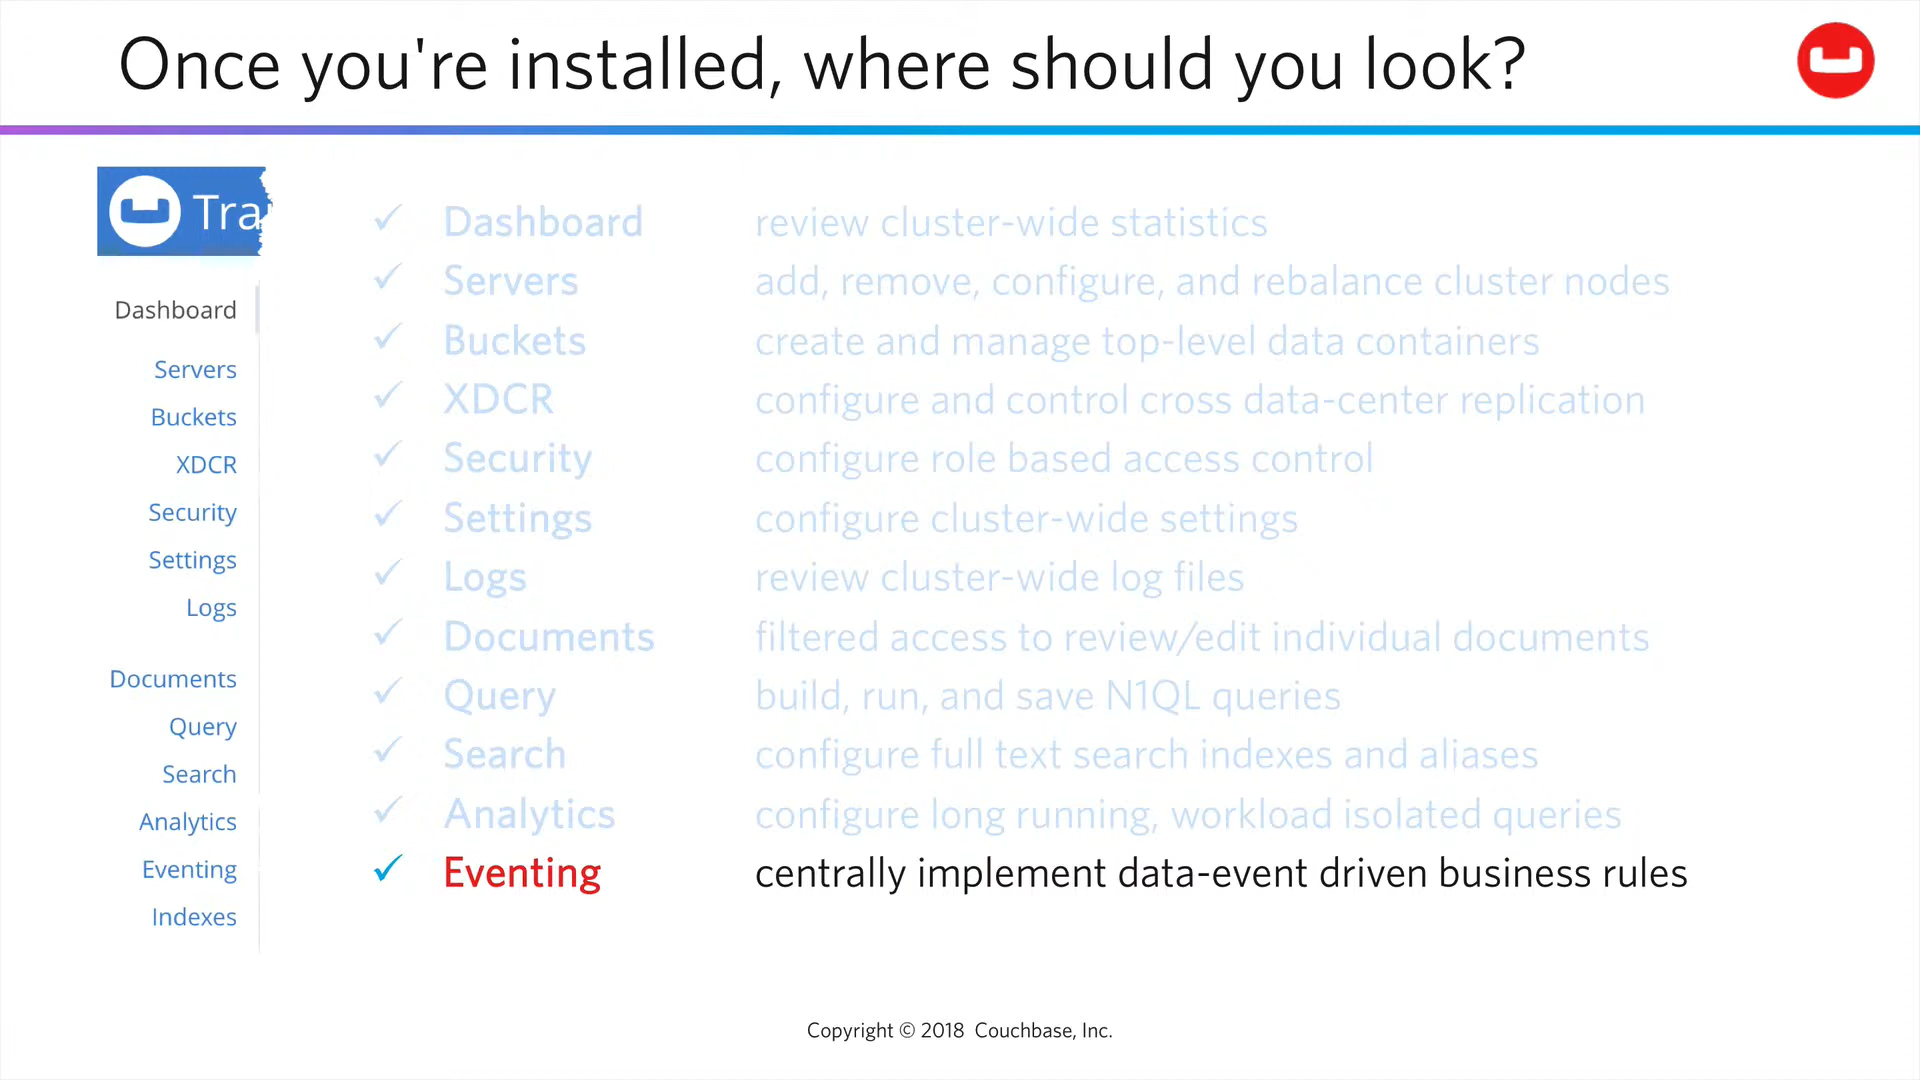 Once you're installed, where should you look?
Tra
Dashboard
Servers
Buckets
XDCR
Security
Settings
Logs
Documents
Query
Search
Analytics
Eventing
Indexes
✓ Dashboard review cluster-wide statistics
✓ Servers add, remove, configure, and rebalance cluster nodes
✓ Buckets create and manage top-level data containers
✓ XDCR configure and control cross data-center replication
✓ Security configure role based access control
✓ Settings configure cluster-wide settings
✓ Logs review cluster-wide log files
✓ Documents filtered access to review/edit individual documents
✓ Query build, run, and save N1QL queries
✓ Search configure full text search indexes and aliases
✓ Analytics configure long running, workload isolated queries
✓ Eventing centrally implement data-event driven business rules
Copyright © 2018 Couchbase, Inc.